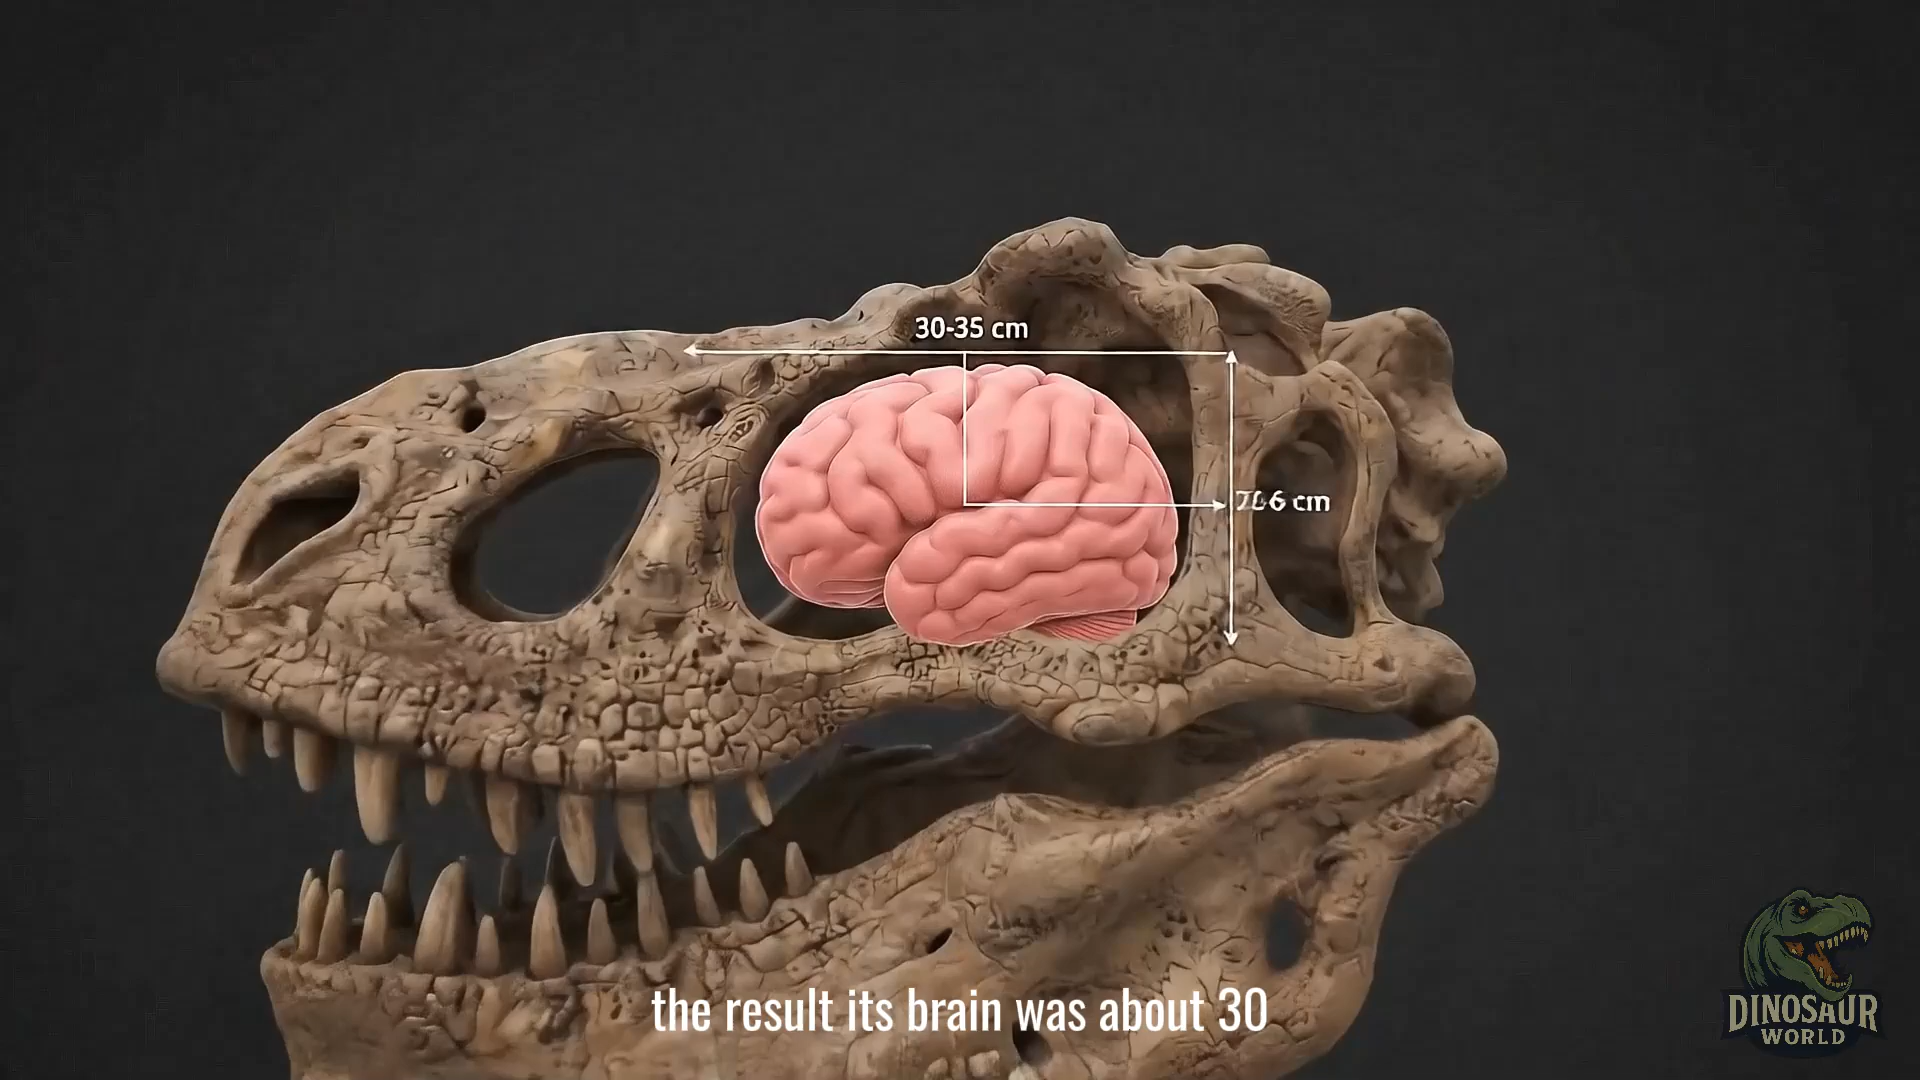 30-35 cm
cm
the result its brain was about 30
DINOSAUR
WORLD